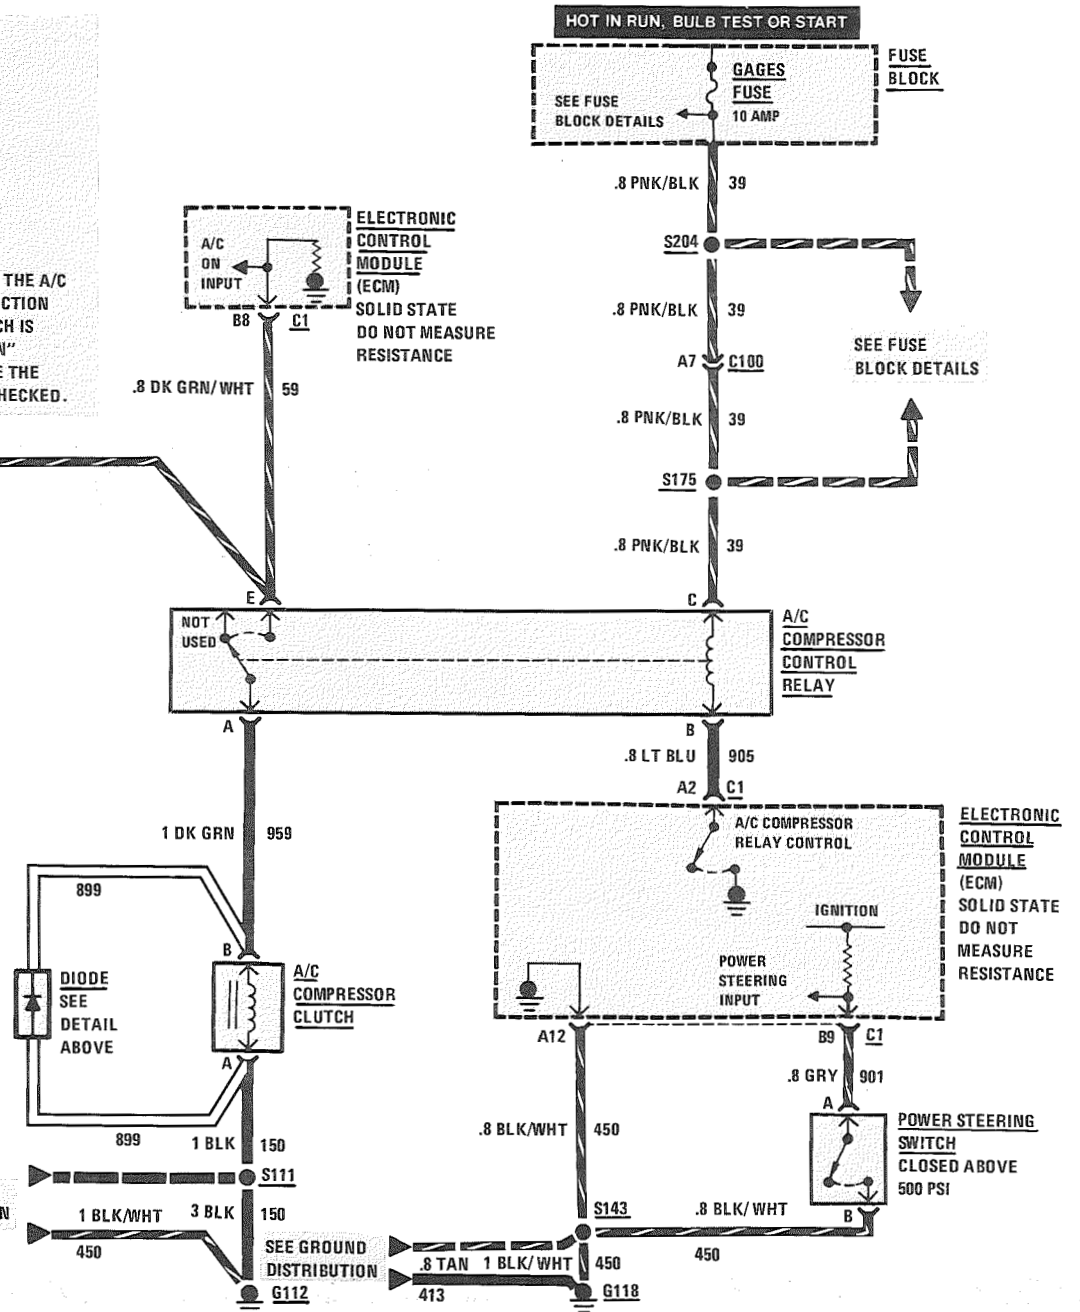 HOT IN RUN, BULB TEST OR START
FUSE
BLOCK
GAGES
FUSE
10 AMP
SEE FUSE
BLOCK DETAILS
.8 PNK/BLK 39
S204
.8 PNK/BLK 39
A7 C100
SEE FUSE
BLOCK DETAILS
.8 PNK/BLK 39
S175
.8 PNK/BLK 39
ELECTRONIC
CONTROL
MODULE
(ECM)
SOLID STATE
DO NOT MEASURE
RESISTANCE
A/C
ON
INPUT
B8 C1
.8 DK GRN/WHT 59
THE A/C
CTION
CH IS
N”
E THE
HECKED.
E
C
NOT
USED
A/C
COMPRESSOR
CONTROL
RELAY
A
B
.8 LT BLU 905
A2 C1
1 DK GRN 959
A/C COMPRESSOR
RELAY CONTROL
ELECTRONIC
CONTROL
MODULE
(ECM)
SOLID STATE
DO NOT
MEASURE
RESISTANCE
IGNITION
POWER
STEERING
INPUT
899
B
DIODE
SEE
DETAIL
ABOVE
A/C
COMPRESSOR
CLUTCH
A
899
A12
B9 C1
.8 GRY 901
A
POWER STEERING
SWITCH
CLOSED ABOVE
500 PSI
B
.8 BLK/WHT 450
1 BLK 150
S111
3 BLK 150
1 BLK/WHT
450
N
S143
.8 BLK/WHT
450
SEE GROUND
DISTRIBUTION
.8 TAN 1 BLK/WHT 450
413
G112
G118